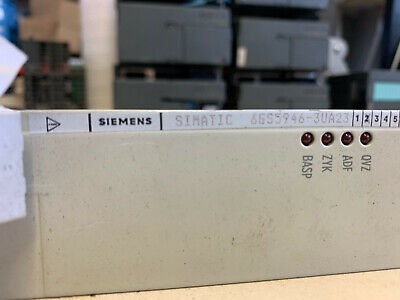 SIEMENS SIMATIC 6ES5946-3UA23 1 2 3 4 5
BASP ZYK ADF QVZ